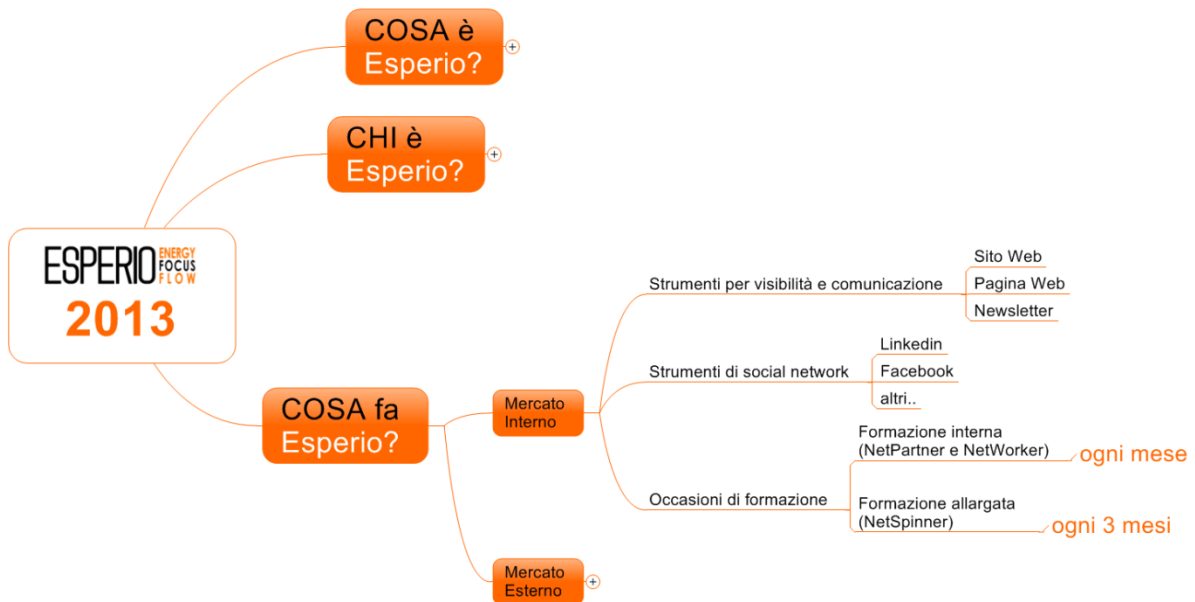 COSA è
Esperio?
CHI è
Esperio?
ESPERIO ENERGY
FOCUS
FLOW
2013
COSA fa
Esperio?
Mercato
Interno
Strumenti per visibilità e comunicazione
Sito Web
Pagina Web
Newsletter
Strumenti di social network
Linkedin
Facebook
altri..
Occasioni di formazione
Formazione interna
(NetPartner e NetWorker)
ogni mese
Formazione allargata
(NetSpinner)
ogni 3 mesi
Mercato
Esterno